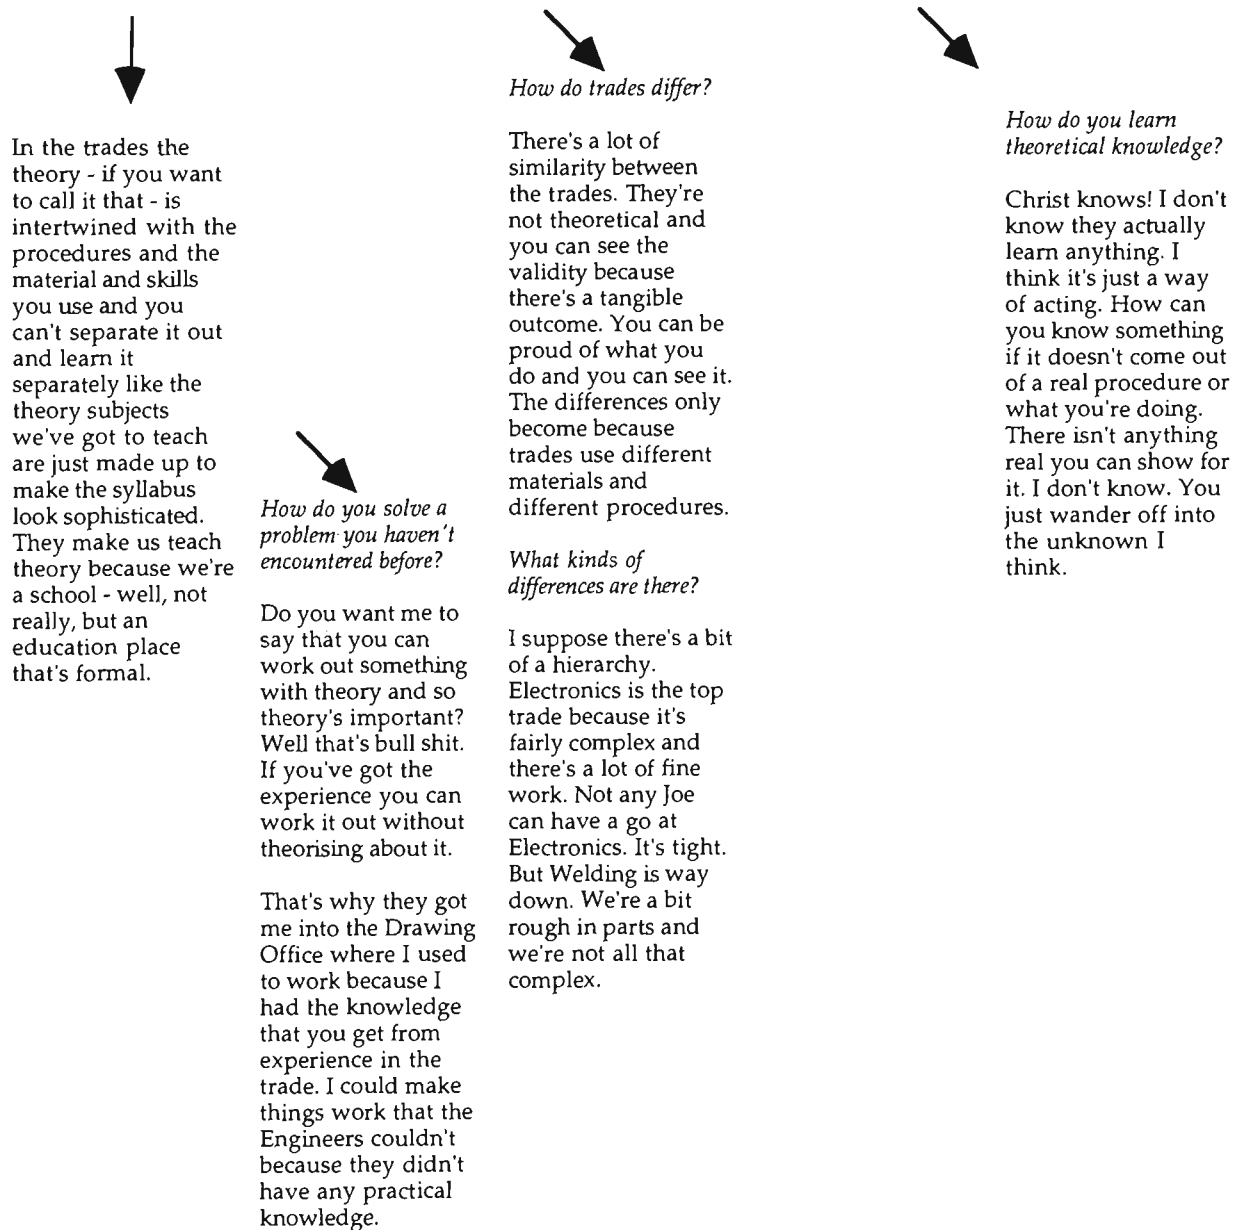 In the trades the
theory - if you want
to call it that - is
intertwined with the
procedures and the
material and skills
you use and you
can't separate it out
and learn it
separately like the
theory subjects
we've got to teach
are just made up to
make the syllabus
look sophisticated.
They make us teach
theory because we're
a school - well, not
really, but an
education place
that's formal.
How do you solve a
problem you haven't
encountered before?
Do you want me to
say that you can
work out something
with theory and so
theory's important?
Well that's bull shit.
If you've got the
experience you can
work it out without
theorising about it.
That's why they got
me into the Drawing
Office where I used
to work because I
had the knowledge
that you get from
experience in the
trade. I could make
things work that the
Engineers couldn't
because they didn't
have any practical
knowledge.
How do trades differ?
There's a lot of
similarity between
the trades. They're
not theoretical and
you can see the
validity because
there's a tangible
outcome. You can be
proud of what you
do and you can see it.
The differences only
become because
trades use different
materials and
different procedures.
What kinds of
differences are there?
I suppose there's a bit
of a hierarchy.
Electronics is the top
trade because it's
fairly complex and
there's a lot of fine
work. Not any Joe
can have a go at
Electronics. It's tight.
But Welding is way
down. We're a bit
rough in parts and
we're not all that
complex.
How do you learn
theoretical knowledge?
Christ knows! I don't
know they actually
learn anything. I
think it's just a way
of acting. How can
you know something
if it doesn't come out
of a real procedure or
what you're doing.
There isn't anything
real you can show for
it. I don't know. You
just wander off into
the unknown I
think.